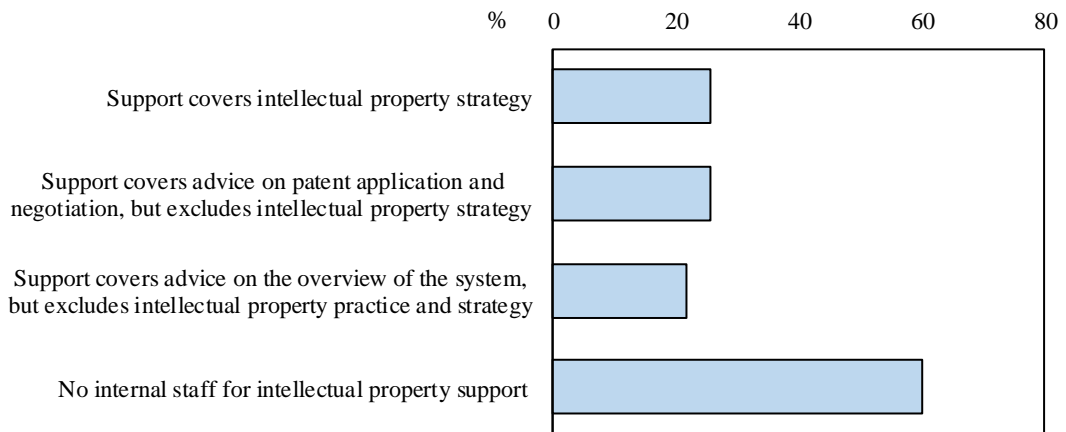 % 0 20 40 60 80
Support covers intellectual property strategy
Support covers advice on patent application and
negotiation, but excludes intellectual property strategy
Support covers advice on the overview of the system,
but excludes intellectual property practice and strategy
No internal staff for intellectual property support